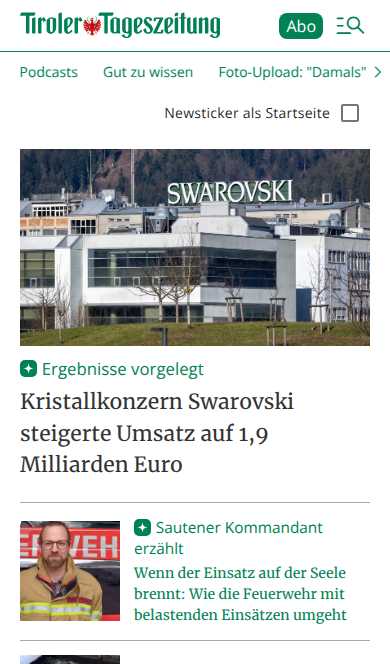 Tiroler Tageszeitung
Abo
Podcasts Gut zu wissen Foto-Upload: "Damals"
Newsticker als Startseite
SWAROVSKI
Ergebnisse vorgelegt
Kristallkonzern Swarovski
steigerte Umsatz auf 1,9
Milliarden Euro
Sautener Kommandant
erzählt
Wenn der Einsatz auf der Seele
brennt: Wie die Feuerwehr mit
belastenden Einsätzen umgeht